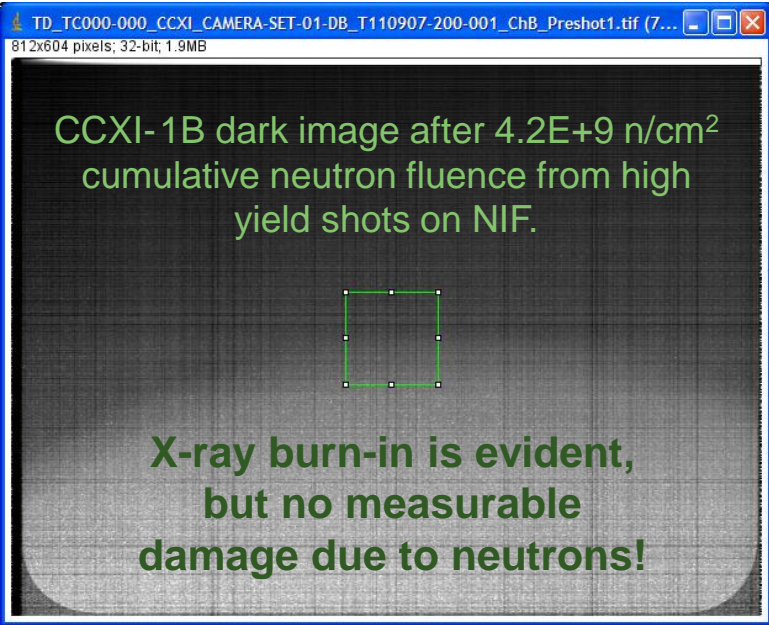 TD_TC000-000_CCXI_CAMERA-SET-01-DB_T110907-200-001_ChB_Preshot1.tif (7...
812x604 pixels; 32-bit; 1.9MB
CCXI-1B dark image after 4.2E+9 n/cm²
cumulative neutron fluence from high
yield shots on NIF.
X-ray burn-in is evident,
but no measurable
damage due to neutrons!